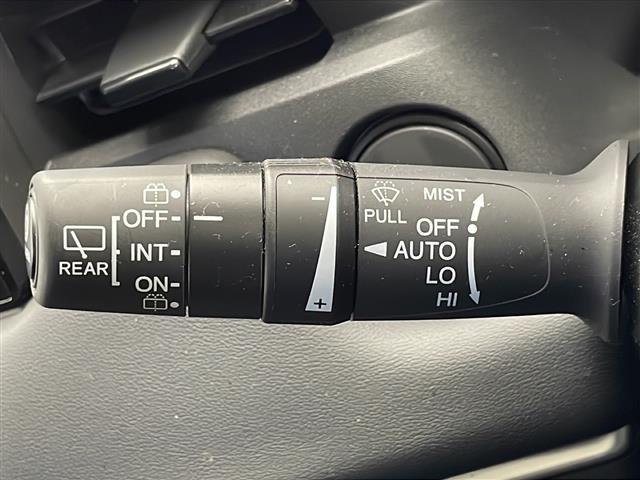 OFF
INT
REAR
ON
−
+
PULL
MIST
OFF
AUTO
LO
HI